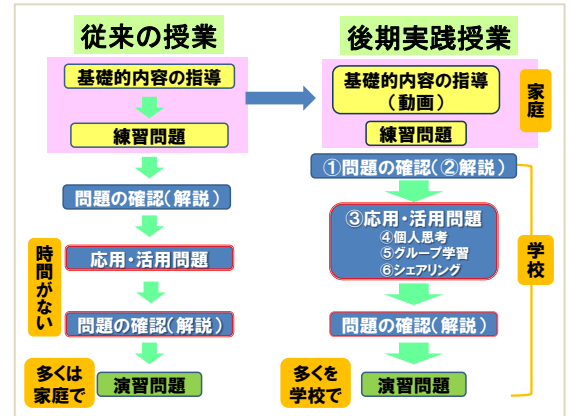 従来の授業
基礎的内容の指導
練習問題
問題の確認（解説）
時間がない
応用・活用問題
問題の確認（解説）
多くは
家庭で
演習問題
後期実践授業
基礎的内容の指導
（動画）
家庭
練習問題
①問題の確認（②解説）
③応用・活用問題
④個人思考
⑤グループ学習
⑥シェアリング
学校
問題の確認（解説）
多くを
学校で
演習問題